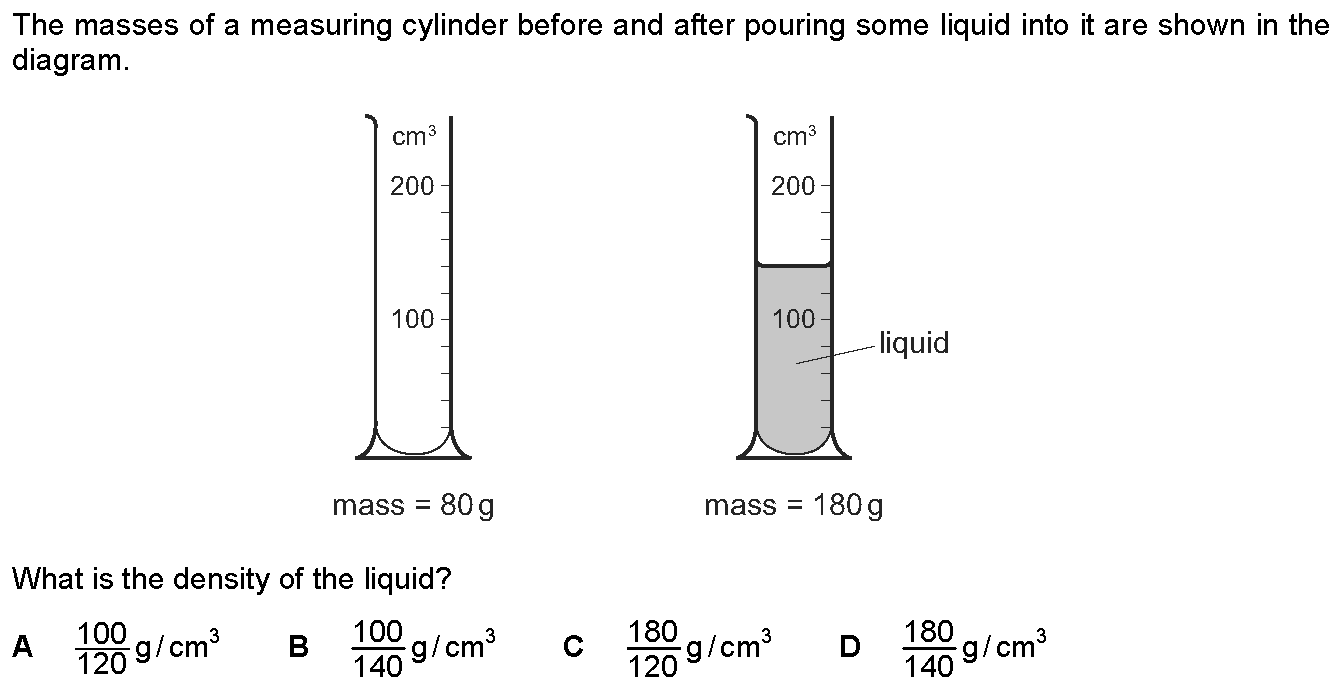 The masses of a measuring cylinder before and after pouring some liquid into it are shown in the
diagram.
cm³ cm³
200 200
100 100
liquid
mass = 80 g mass = 180 g
What is the density of the liquid?
A 100/120 g / cm³ B 100/140 g / cm³ C 180/120 g / cm³ D 180/140 g / cm³